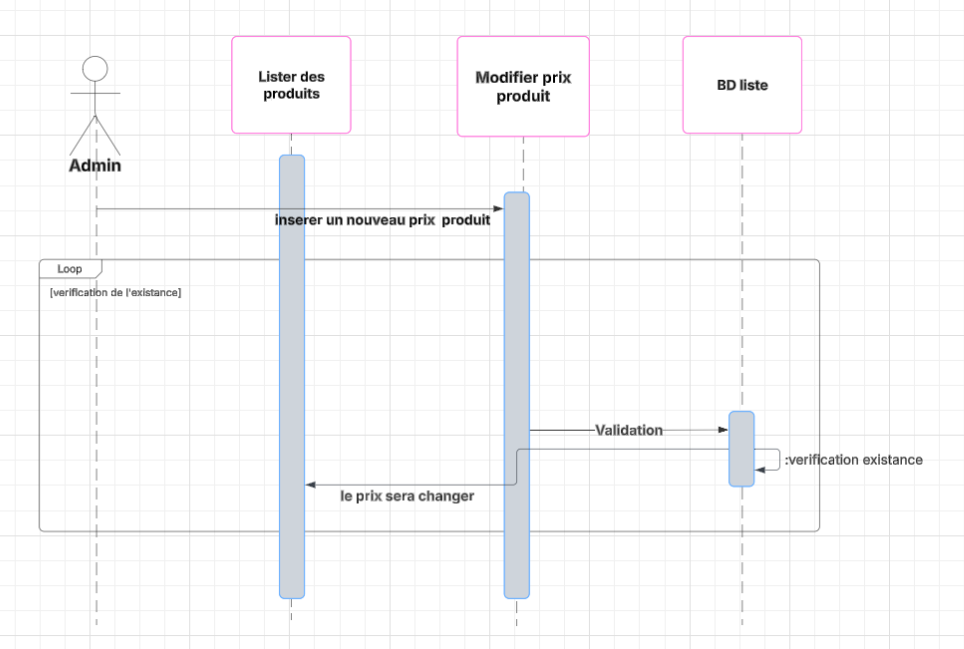 Lister des
produits
Modifier prix
produit
BD liste
Admin
inserer un nouveau prix produit
Loop
[verification de l'existance]
Validation
:verification existance
le prix sera changer